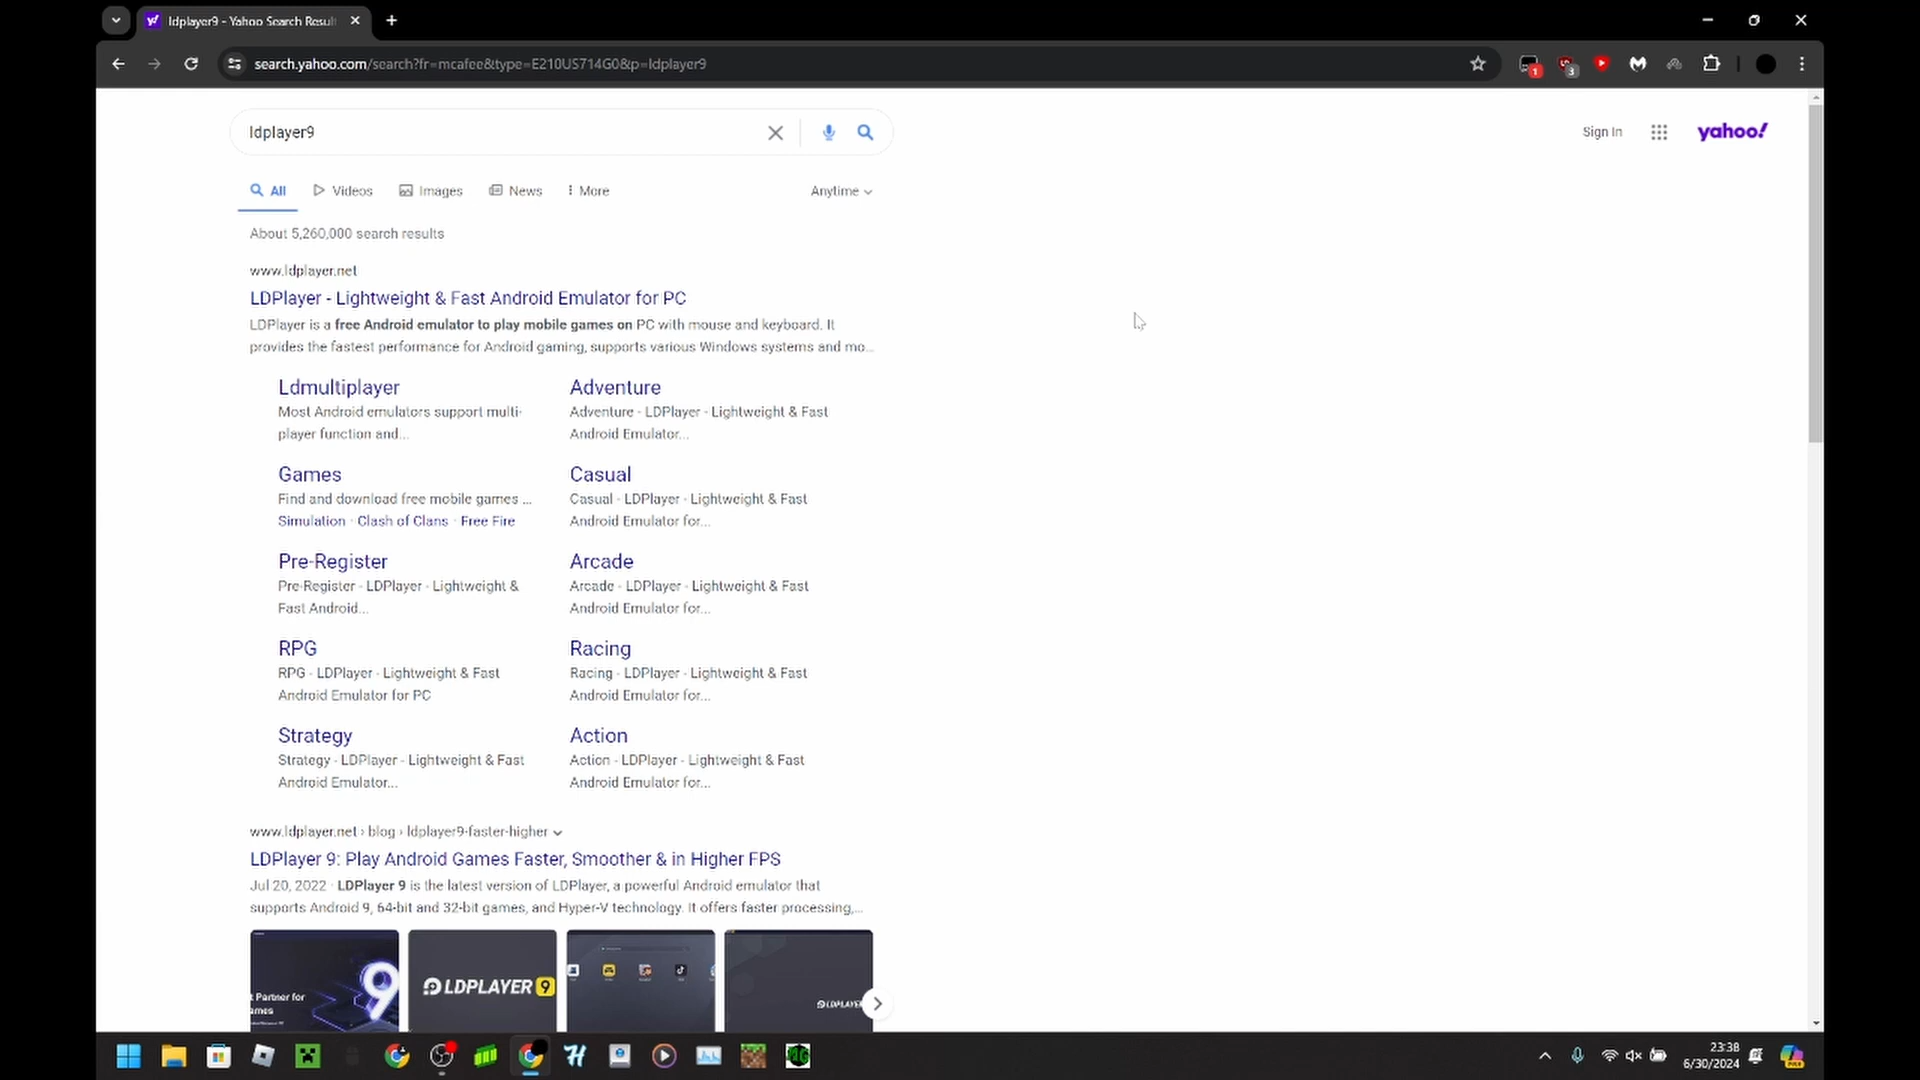 ldplayer9 - Yahoo Search Result
search.yahoo.com/search?fr=mcafee&type=E210US714G0&p=ldplayer9
1
3
ldplayer9
Sign In
yahoo!
All
Videos
Images
News
More
Anytime
About 5,260,000 search results
www.ldplayer.net
LDPlayer - Lightweight & Fast Android Emulator for PC
LDPlayer is a free Android emulator to play mobile games on PC with mouse and keyboard. It
provides the fastest performance for Android gaming, supports various Windows systems and mo...
Ldmultiplayer
Most Android emulators support multi-
player function and...
Adventure
Adventure - LDPlayer - Lightweight & Fast
Android Emulator...
Games
Find and download free mobile games ...
Simulation · Clash of Clans · Free Fire
Casual
Casual - LDPlayer - Lightweight & Fast
Android Emulator for...
Pre-Register
Pre-Register - LDPlayer - Lightweight &
Fast Android...
Arcade
Arcade - LDPlayer - Lightweight & Fast
Android Emulator for...
RPG
RPG - LDPlayer - Lightweight & Fast
Android Emulator for PC
Racing
Racing - LDPlayer - Lightweight & Fast
Android Emulator for...
Strategy
Strategy - LDPlayer - Lightweight & Fast
Android Emulator...
Action
Action - LDPlayer - Lightweight & Fast
Android Emulator for...
www.ldplayer.net › blog › ldplayer9-faster-higher
LDPlayer 9: Play Android Games Faster, Smoother & in Higher FPS
Jul 20, 2022 · LDPlayer 9 is the latest version of LDPlayer, a powerful Android emulator that
supports Android 9, 64-bit and 32-bit games, and Hyper-V technology. It offers faster processing,...
t Partner for
ames
9
LDPLAYER 9
LDPLAYER
23:38
6/30/2024